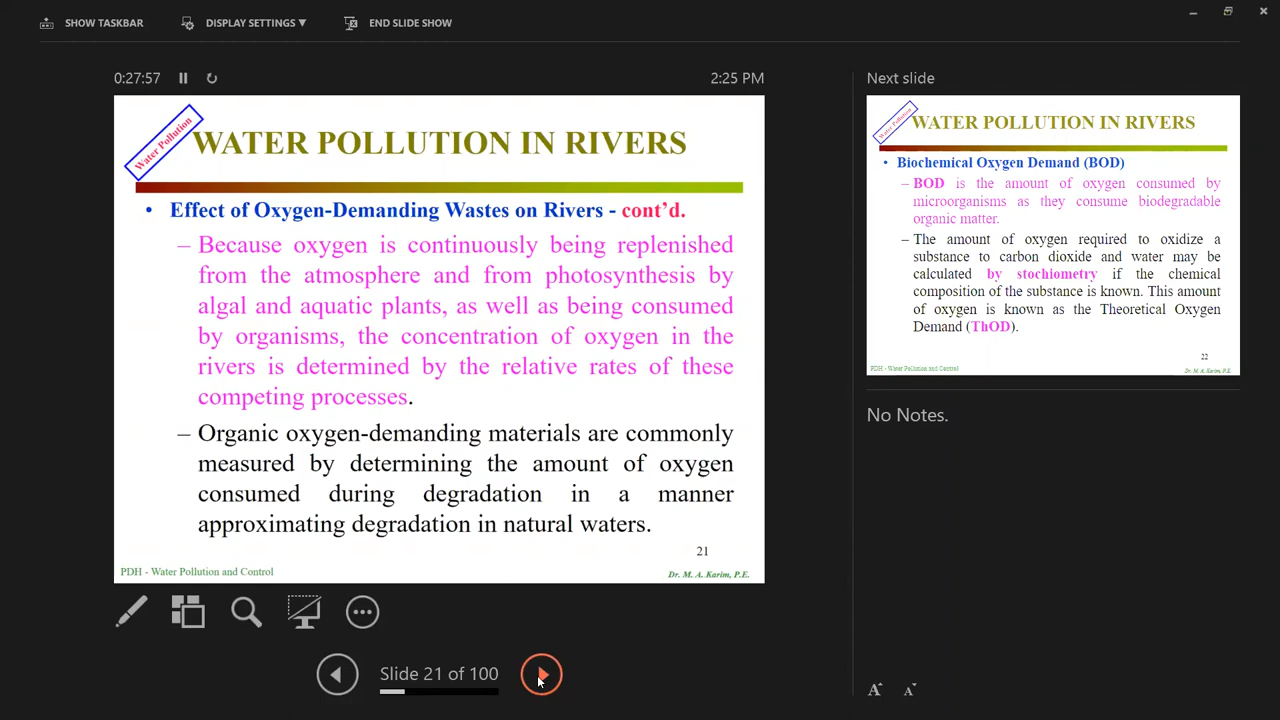 SHOW TASKBAR
DISPLAY SETTINGS ▼
END SLIDE SHOW
0:27:57
2:25 PM
Water Pollution
WATER POLLUTION IN RIVERS
• Effect of Oxygen-Demanding Wastes on Rivers - cont’d.
– Because oxygen is continuously being replenished
from the atmosphere and from photosynthesis by
algal and aquatic plants, as well as being consumed
by organisms, the concentration of oxygen in the
rivers is determined by the relative rates of these
competing processes.
– Organic oxygen-demanding materials are commonly
measured by determining the amount of oxygen
consumed during degradation in a manner
approximating degradation in natural waters.
21
PDH - Water Pollution and Control
Dr. M. A. Karim, P.E.
Slide 21 of 100
Next slide
Water Pollution
WATER POLLUTION IN RIVERS
• Biochemical Oxygen Demand (BOD)
– BOD is the amount of oxygen consumed by
microorganisms as they consume biodegradable
organic matter.
– The amount of oxygen required to oxidize a
substance to carbon dioxide and water may be
calculated by stochiometry if the chemical
composition of the substance is known. This amount
of oxygen is known as the Theoretical Oxygen
Demand (ThOD).
22
PDH - Water Pollution and Control
Dr. M. A. Karim, P.E.
No Notes.
A A